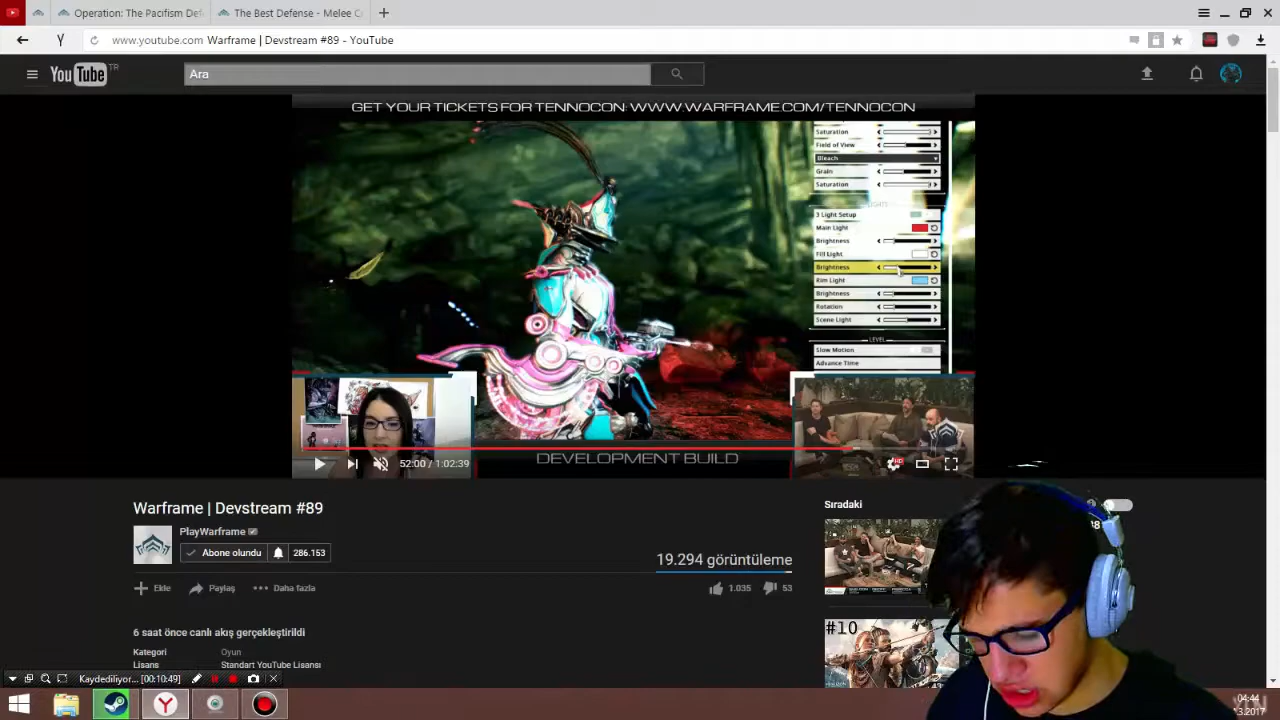 Operation: The Pacifism Def
The Best Defense - Melee C
www.youtube.com Warframe | Devstream #89 - YouTube
YouTube TR
Ara
GET YOUR TICKETS FOR TENNOCON: WWW.WARFRAME.COM/TENNOCON
Saturation
Field of View
Bleach
Grain
Saturation
3 Light Setup
Main Light
Brightness
Fill Light
Brightness
Rim Light
Brightness
Rotation
Scene Light
LEVEL
Slow Motion
Advance Time
52:00 / 1:02:39
HD
DEVELOPMENT BUILD
Warframe | Devstream #89
Sıradaki
PlayWarframe
Abone olundu 286.153
19.294 görüntüleme
Ekle Paylaş Daha fazla
1.035 53
6 saat önce canlı akış gerçekleştirildi
Kategori Oyun
Lisans Standart YouTube Lisansı
#10
Kaydediliyor... [00:10:49]
04:44
.3.2017